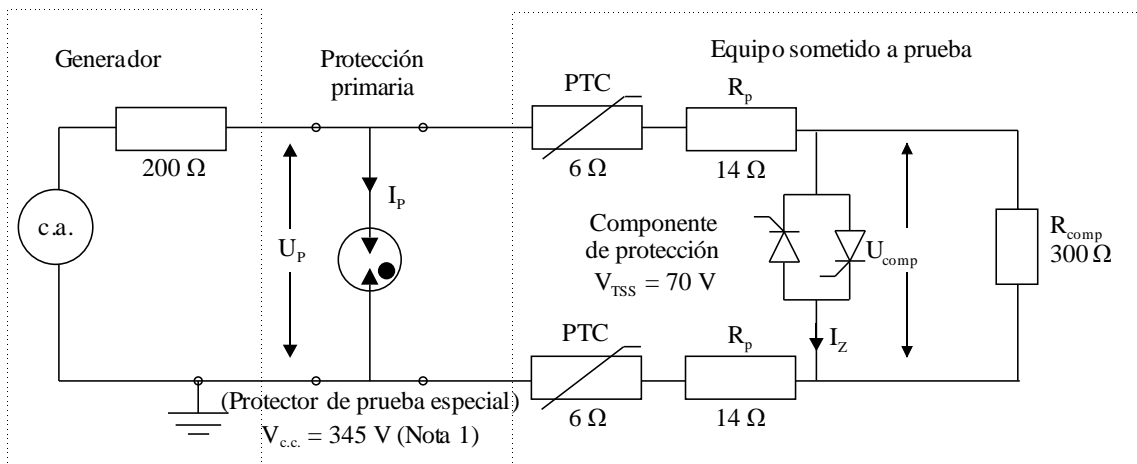 Generador
Protección
primaria
Equipo sometido a prueba
PTC
R_p
200 Ω
6 Ω
14 Ω
c.a.
U_P
I_P
Componente
de protección
V_TSS = 70 V
U_comp
R_comp
300 Ω
I_Z
PTC
R_p
6 Ω
14 Ω
(Protector de prueba especial)
V_c.c. = 345 V (Nota 1)